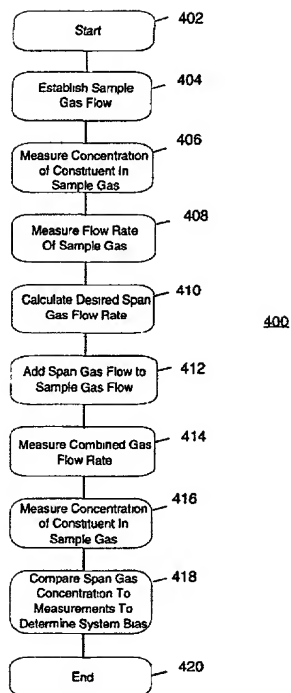 Start
402
Establish Sample
Gas Flow
404
Measure Concentration
of Constituent In
Sample Gas
406
Measure Flow Rate
Of Sample Gas
408
Calculate Desired Span
Gas Flow Rate
410
400
Add Span Gas Flow to
Sample Gas Flow
412
Measure Combined Gas
Flow Rate
414
Measure Concentration
of Constituent In
Sample Gas
416
Compare Span Gas
Concentration To
Measurements To
Determine System Bias
418
End
420